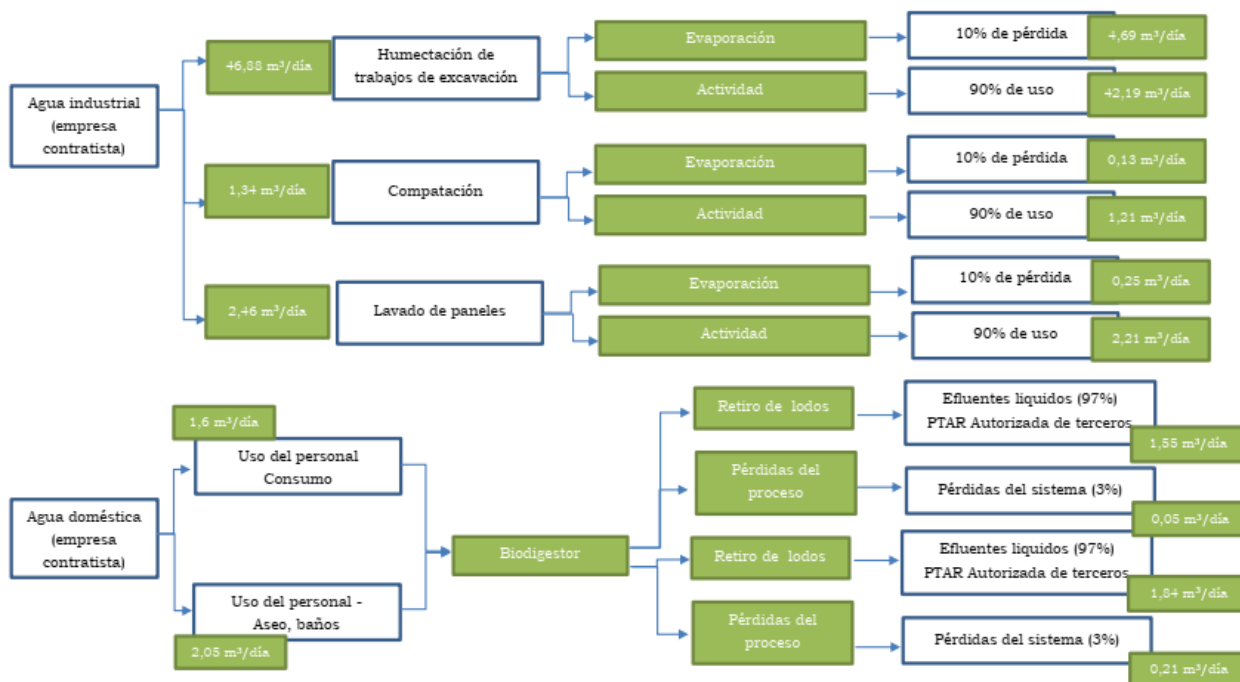 Agua industrial
(empresa
contratista)
46,88 m³/día
Humectación de
trabajos de excavación
Evaporación
10% de pérdida
4,69 m³/día
Actividad
90% de uso
42,19 m³/día
1,34 m³/día
Compatación
Evaporación
10% de pérdida
0,13 m³/día
Actividad
90% de uso
1,21 m³/día
2,46 m³/día
Lavado de paneles
Evaporación
10% de pérdida
0,25 m³/día
Actividad
90% de uso
2,21 m³/día
Agua doméstica
(empresa
contratista)
1,6 m³/día
Uso del personal
Consumo
Uso del personal -
Aseo, baños
2,05 m³/día
Biodigestor
Retiro de lodos
Efluentes liquidos (97%)
PTAR Autorizada de terceros
1,55 m³/día
Pérdidas del
proceso
Pérdidas del sistema (3%)
0,05 m³/día
Retiro de lodos
Efluentes liquidos (97%)
PTAR Autorizada de terceros
1,84 m³/día
Pérdidas del
proceso
Pérdidas del sistema (3%)
0,21 m³/día